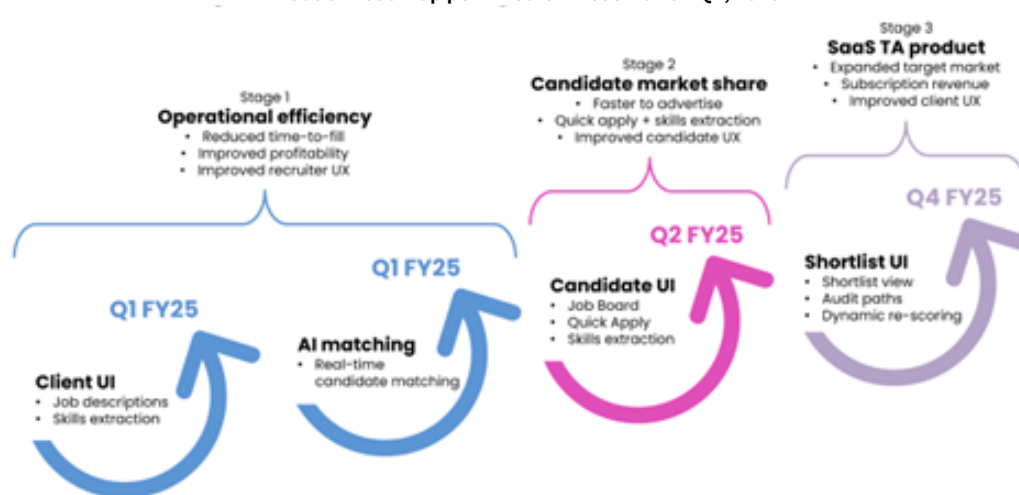 Stage 1
Operational efficiency
• Reduced time-to-fill
• Improved profitability
• Improved recruiter UX
Stage 2
Candidate market share
• Faster to advertise
• Quick apply + skills extraction
• Improved candidate UX
Stage 3
SaaS TA product
• Expanded target market
• Subscription revenue
• Improved client UX
Q1 FY25
Client UI
• Job descriptions
• Skills extraction
Q1 FY25
AI matching
• Real-time
candidate matching
Q2 FY25
Candidate UI
• Job Board
• Quick Apply
• Skills extraction
Q4 FY25
Shortlist UI
• Shortlist view
• Audit paths
• Dynamic re-scoring